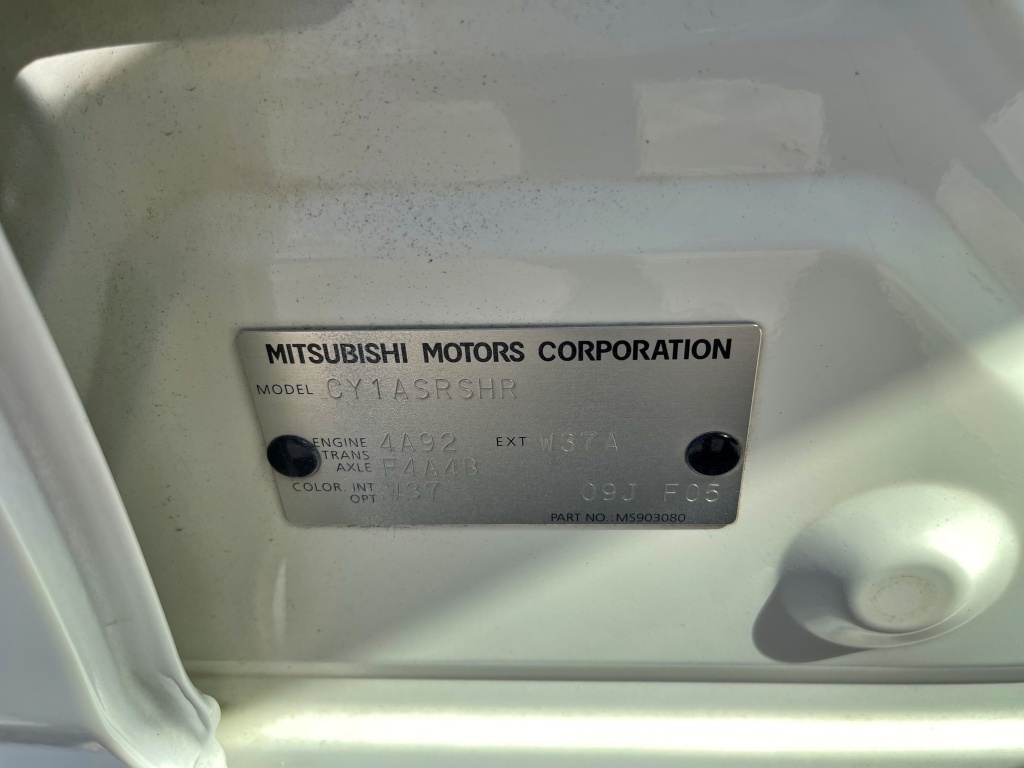 MITSUBISHI MOTORS CORPORATION
MODEL CY1ASRSHR
ENGINE 4A92 EXT W37A
TRANS
AXLE F4A4B
COLOR, INT W37
OPT 09J F05
PART NO.: MS903080